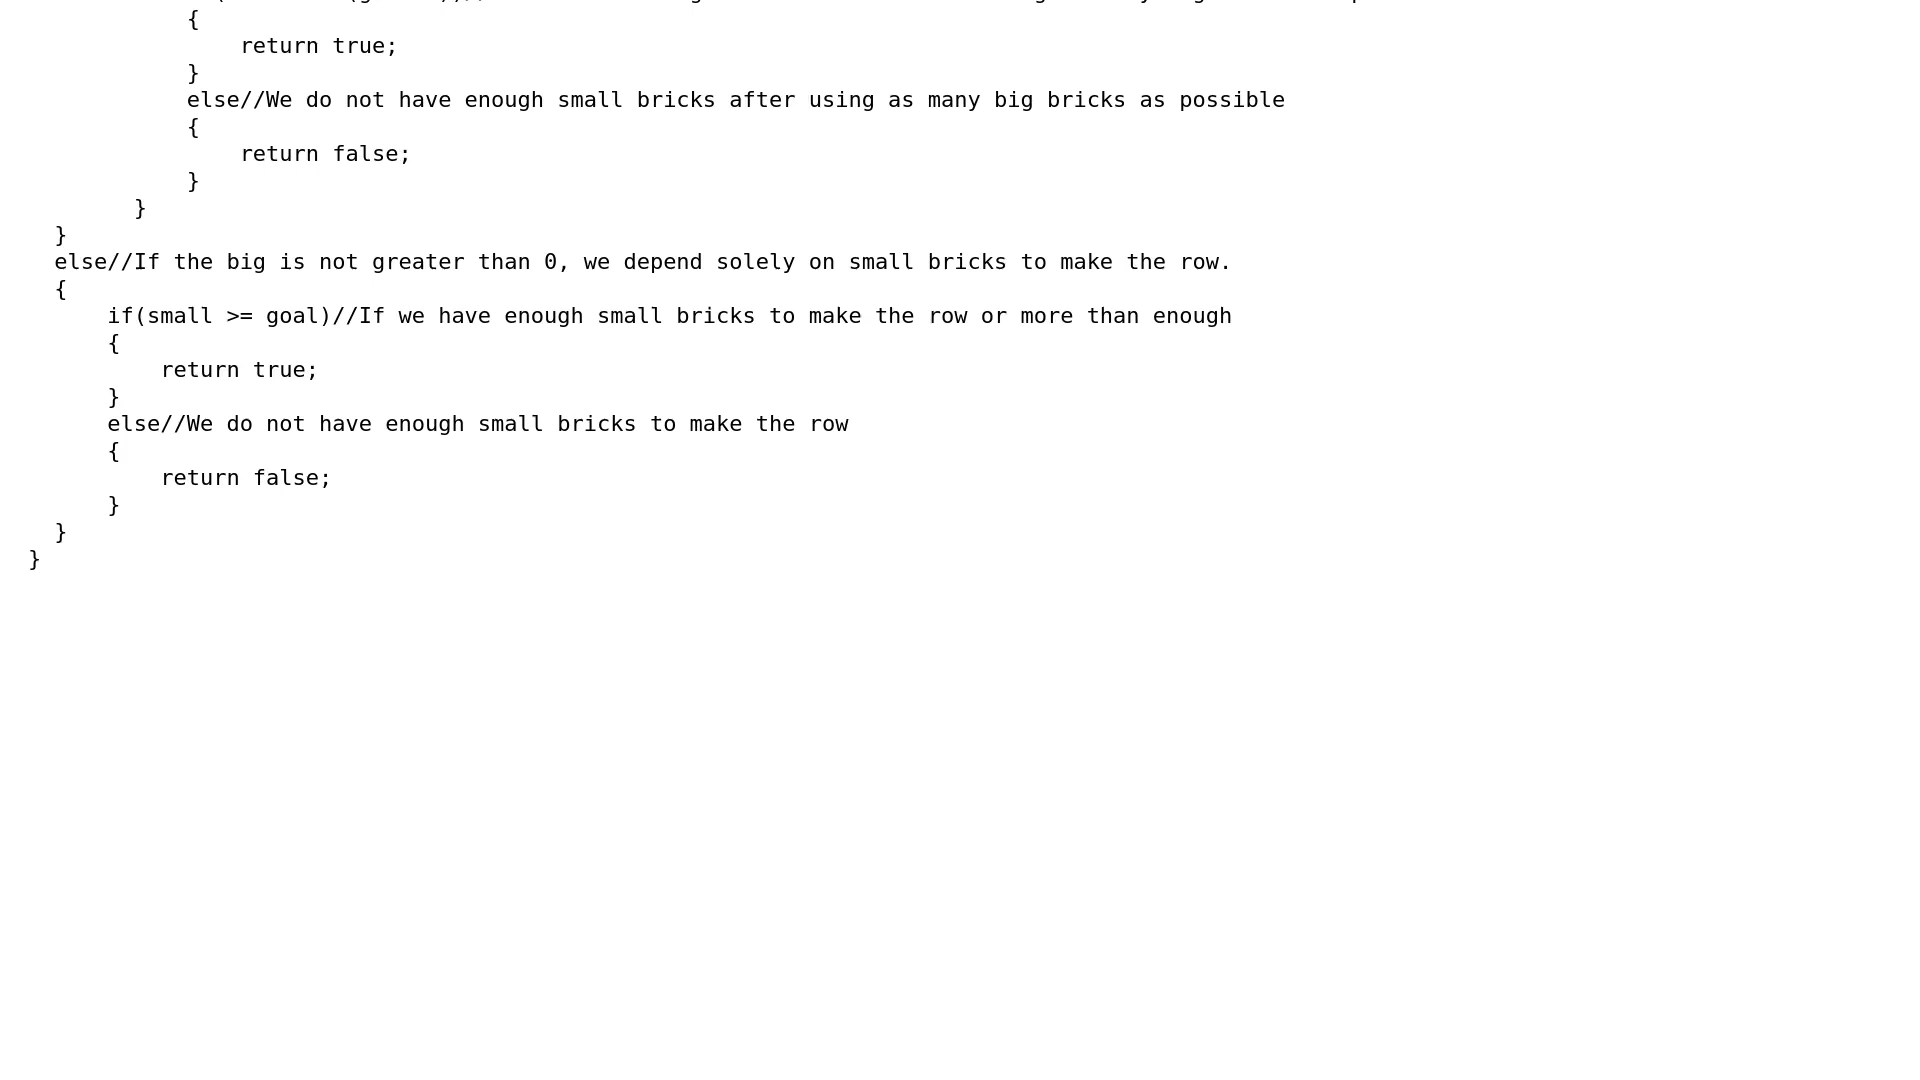 {
return true;
}
else//We do not have enough small bricks after using as many big bricks as possible
{
return false;
}
}
}
else//If the big is not greater than 0, we depend solely on small bricks to make the row.
{
if(small >= goal)//If we have enough small bricks to make the row or more than enough
{
return true;
}
else//We do not have enough small bricks to make the row
{
return false;
}
}
}